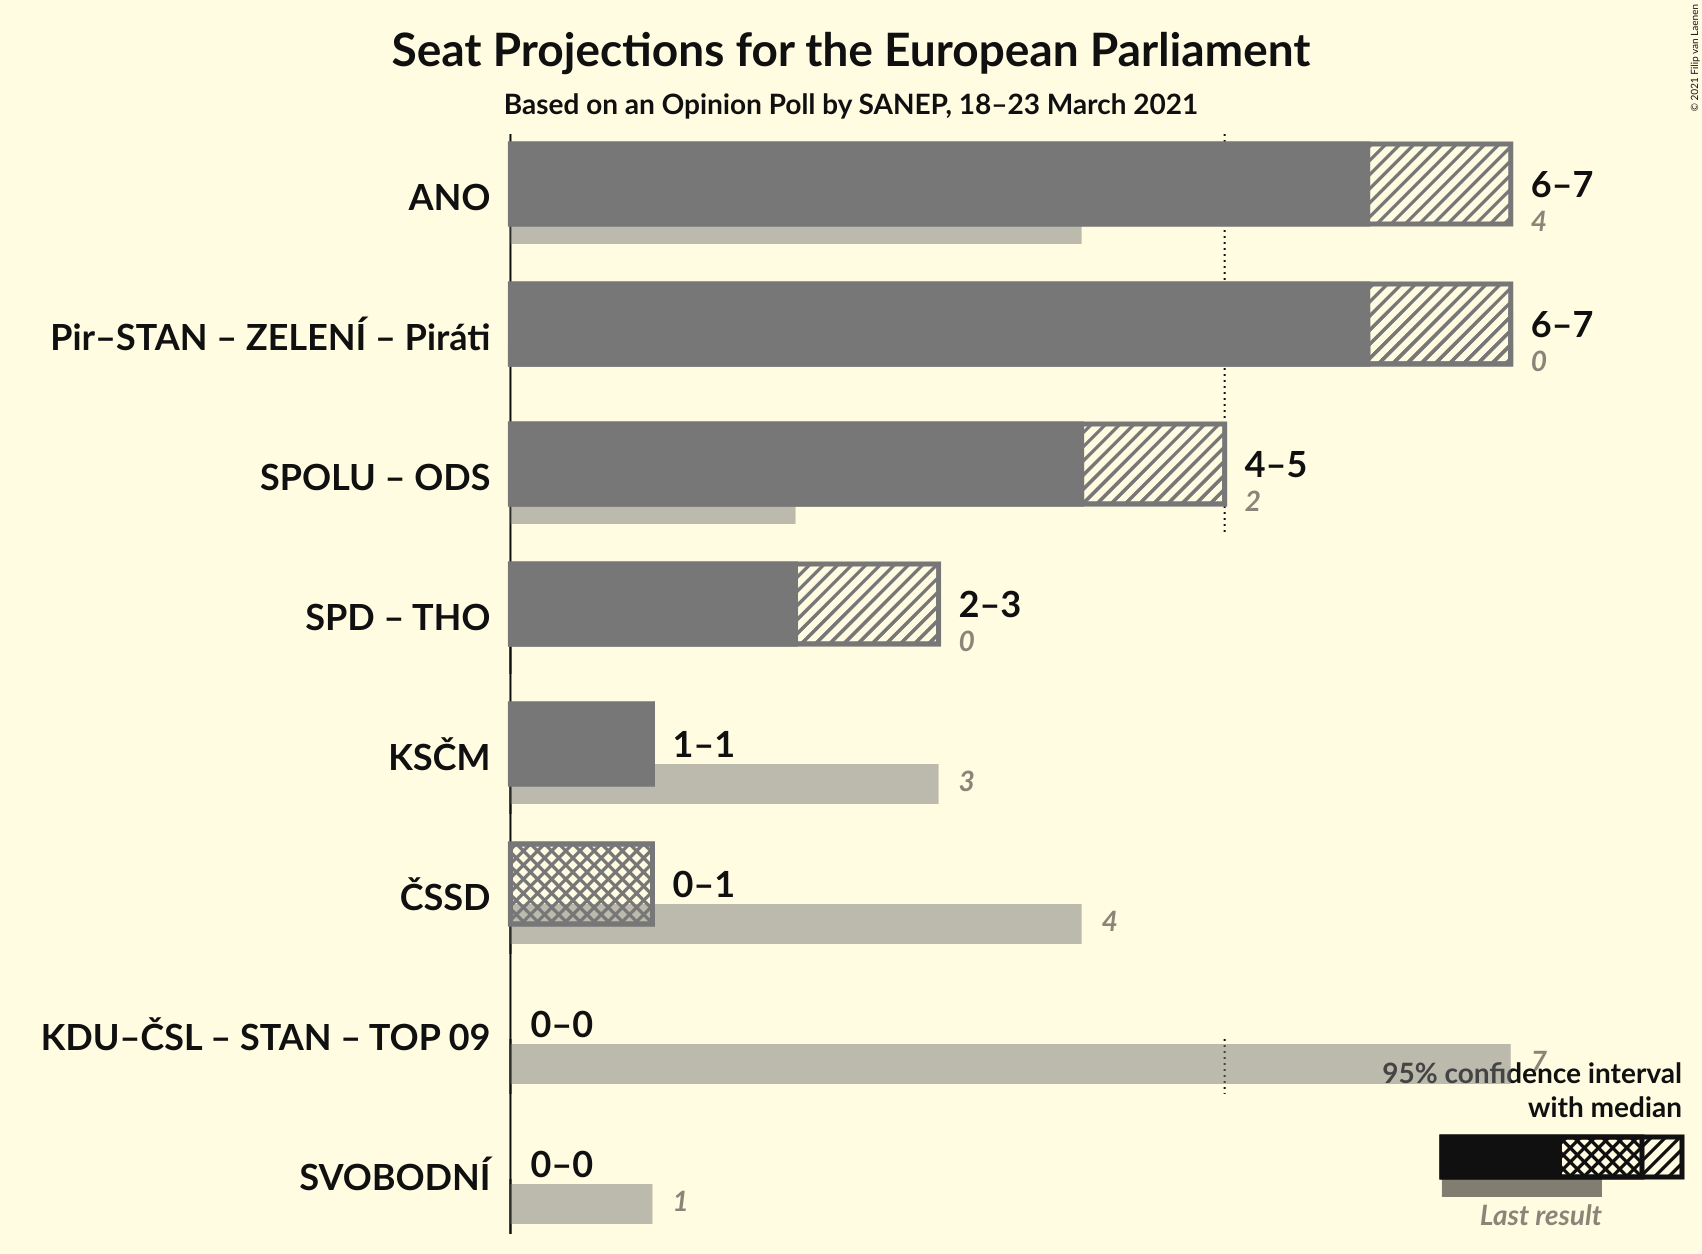 Seat Projections for the European Parliament
Based on an Opinion Poll by SANEP, 18–23 March 2021
© 2021 Filip van Laenen
ANO
6–7
4
Pir–STAN – ZELENÍ – Piráti
6–7
0
SPOLU – ODS
4–5
2
SPD – THO
2–3
0
KSČM
1–1
3
ČSSD
0–1
4
KDU–ČSL – STAN – TOP 09
0–0
7
SVOBODNÍ
0–0
1
95% confidence interval
with median
Last result